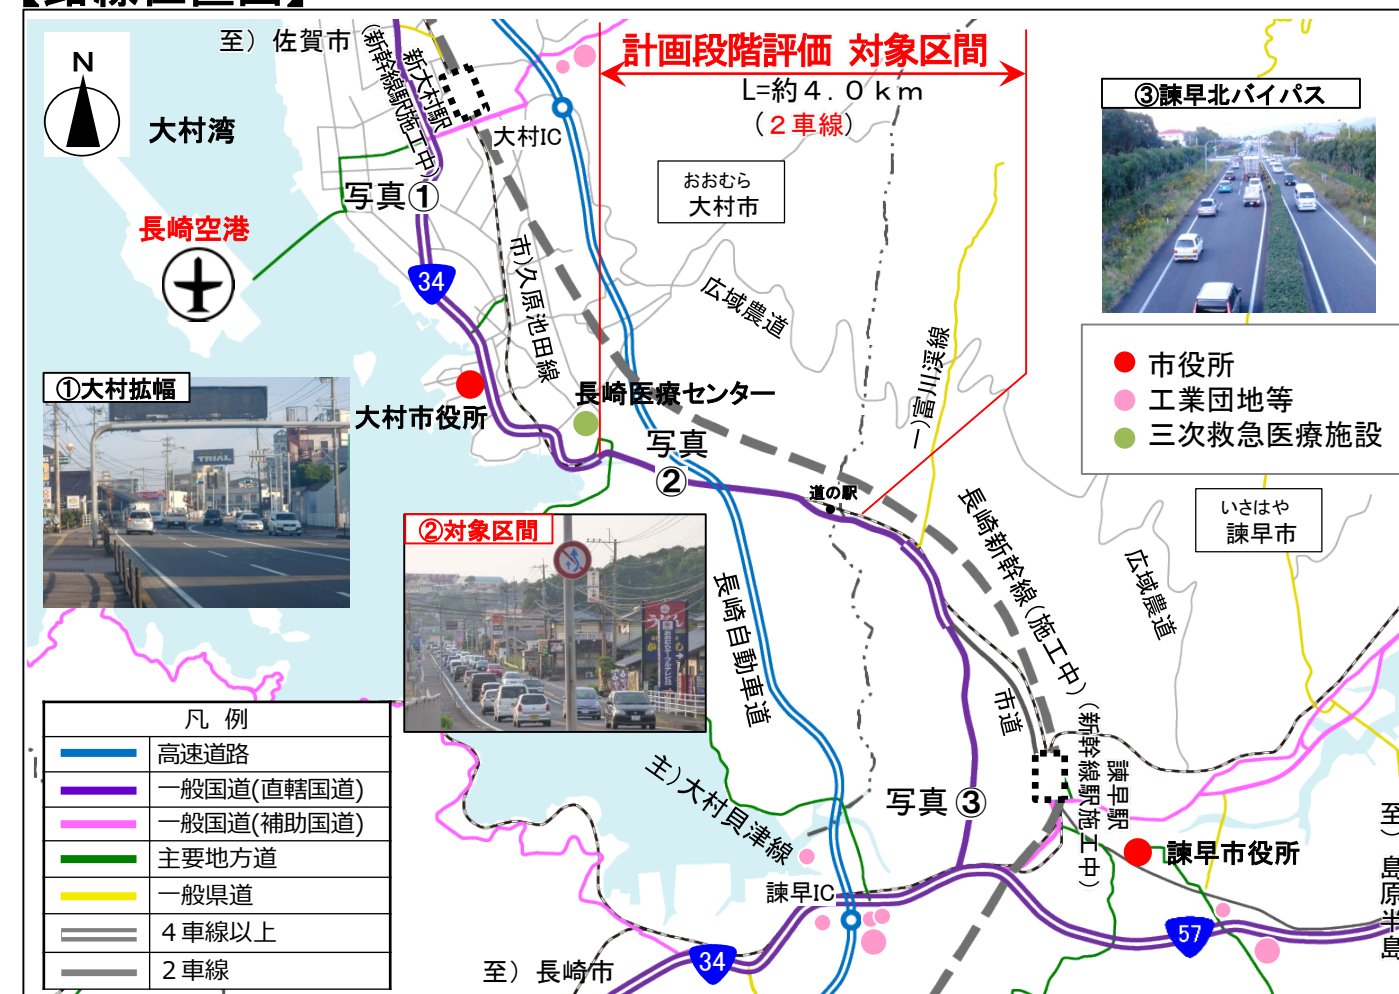 【路線位置図】
至）佐賀市
新大村駅
（新幹線駅施工中）
計画段階評価 対象区間
L=約４.０ｋｍ
（２車線）
③諫早北バイパス
N
大村湾
大村IC
おおむら
大村市
写真①
長崎空港
34
市）久原池田線
広域農道
一）富川渓線
市役所
工業団地等
三次救急医療施設
①大村拡幅
TRIAL
大村市役所
長崎医療センター
写真
②
道の駅
いさはや
諫早市
②対象区間
うどん
長崎自動車道
長崎新幹線（施工中）
広域農道
市道
凡 例
高速道路
一般国道(直轄国道)
一般国道(補助国道)
主要地方道
一般県道
４車線以上
２車線
主）大村貝津線
写真③
諫早駅
（新幹線駅施工中）
諫早市役所
至）島原半島
諫早IC
57
34
至）長崎市